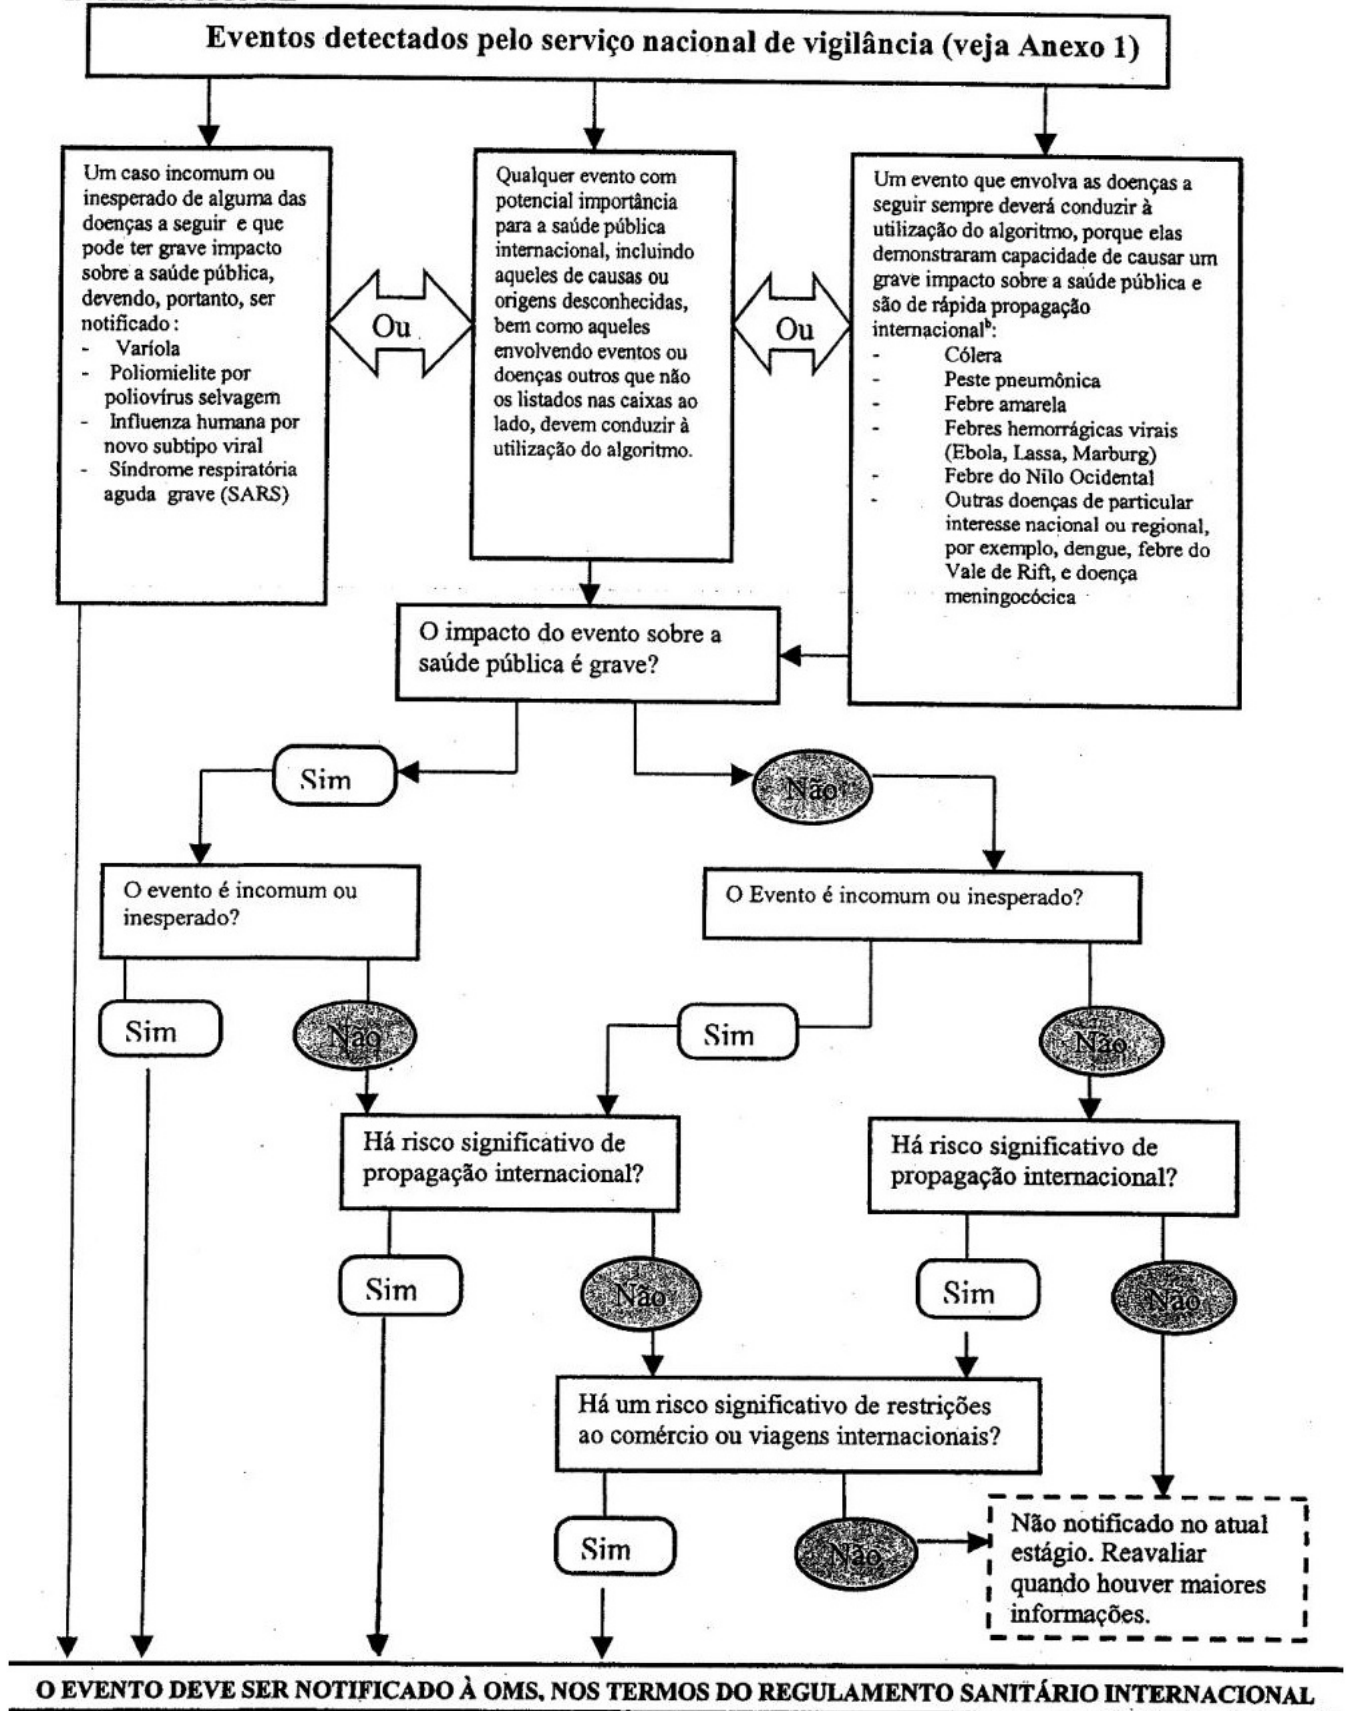 Eventos detectados pelo serviço nacional de vigilância (veja Anexo 1)
Um caso incomum ou
inesperado de alguma das
doenças a seguir e que
pode ter grave impacto
sobre a saúde pública,
devendo, portanto, ser
notificado :
- Varíola
- Poliomielite por
poliovírus selvagem
- Influenza humana por
novo subtipo viral
- Síndrome respiratória
aguda grave (SARS)
Ou
Qualquer evento com
potencial importância
para a saúde pública
internacional, incluindo
aqueles de causas ou
origens desconhecidas,
bem como aqueles
envolvendo eventos ou
doenças outros que não
os listados nas caixas ao
lado, devem conduzir à
utilização do algoritmo.
Ou
Um evento que envolva as doenças a
seguir sempre deverá conduzir à
utilização do algoritmo, porque elas
demonstraram capacidade de causar um
grave impacto sobre a saúde pública e
são de rápida propagação
internacionalᵇ:
- Cólera
- Peste pneumônica
- Febre amarela
- Febres hemorrágicas virais
(Ebola, Lassa, Marburg)
- Febre do Nilo Ocidental
- Outras doenças de particular
interesse nacional ou regional,
por exemplo, dengue, febre do
Vale de Rift, e doença
meningocócica
O impacto do evento sobre a
saúde pública é grave?
Sim
Não
O evento é incomum ou
inesperado?
O Evento é incomum ou inesperado?
Sim
Não
Sim
Não
Há risco significativo de
propagação internacional?
Há risco significativo de
propagação internacional?
Sim
Não
Sim
Não
Há um risco significativo de restrições
ao comércio ou viagens internacionais?
Sim
Não
Não notificado no atual
estágio. Reavaliar
quando houver maiores
informações.
O EVENTO DEVE SER NOTIFICADO À OMS, NOS TERMOS DO REGULAMENTO SANITÁRIO INTERNACIONAL